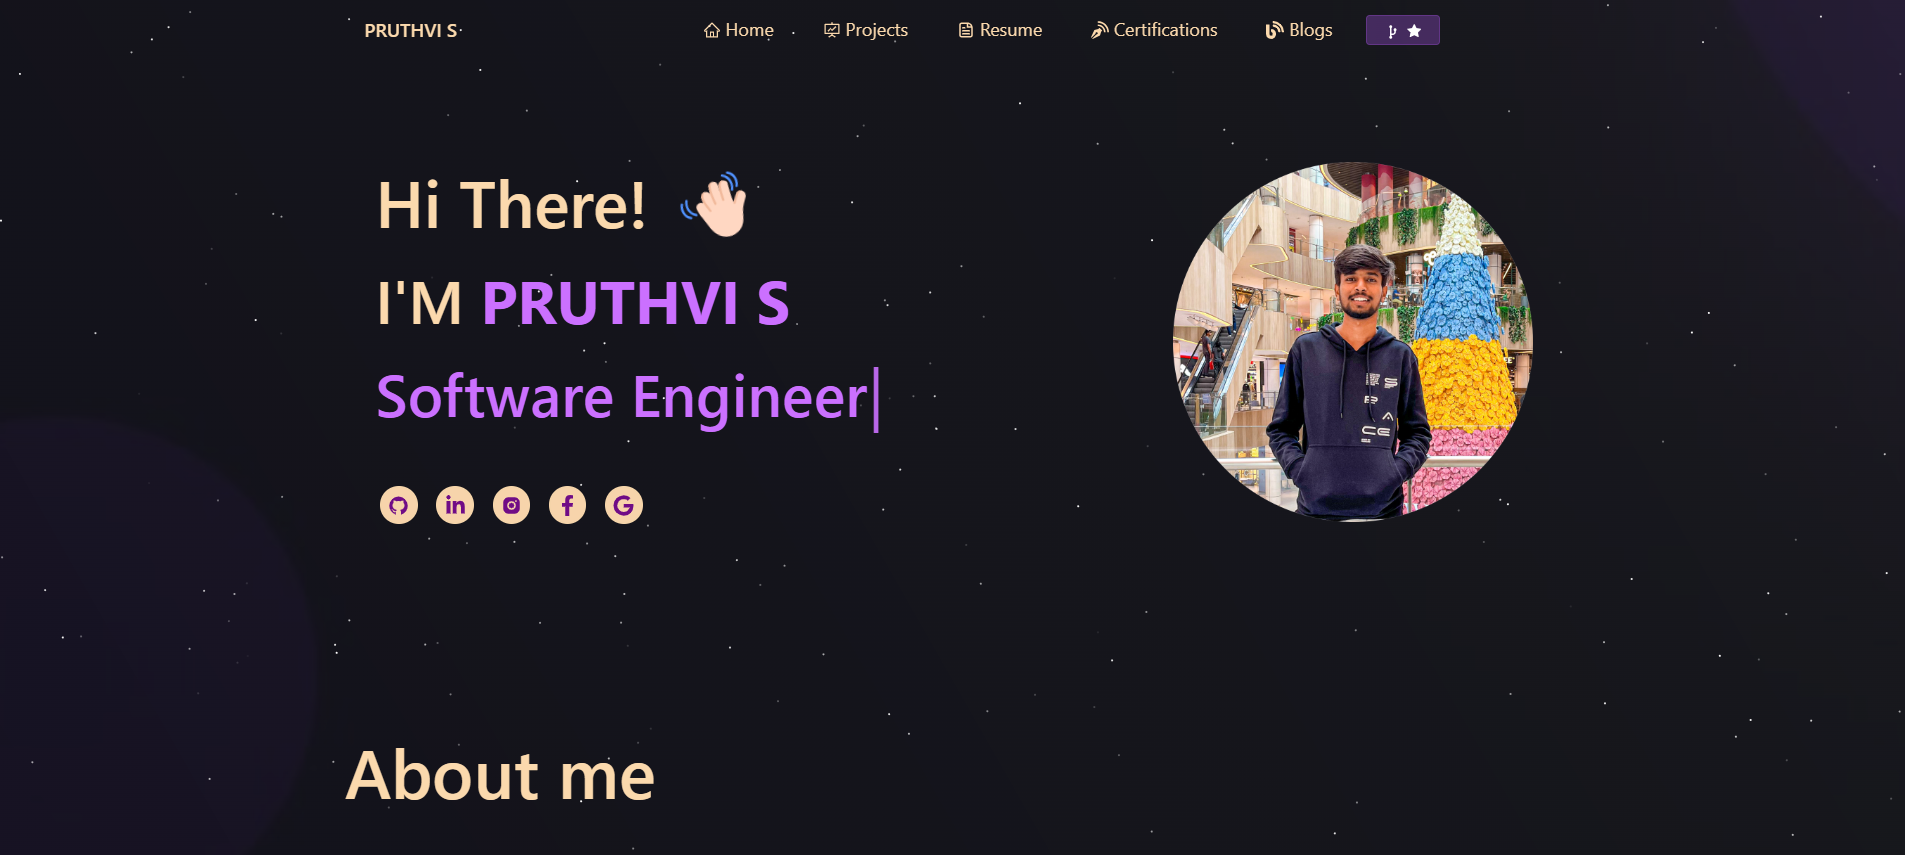 PRUTHVI S
Home
Projects
Resume
Certifications
Blogs
Hi There!
I'M PRUTHVI S
Software Engineer
About me